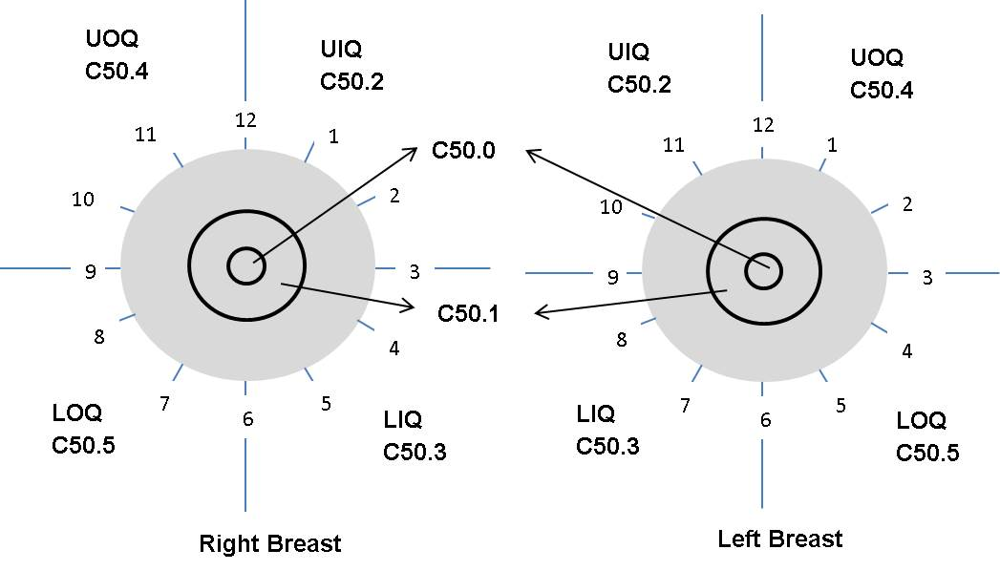 UOQ
C50.4
UIQ
C50.2
12
11
1
10
2
9
3
8
4
7
5
6
LOQ
C50.5
LIQ
C50.3
Right Breast
C50.0
C50.1
UIQ
C50.2
UOQ
C50.4
12
11
1
10
2
9
3
8
4
7
5
6
LIQ
C50.3
LOQ
C50.5
Left Breast